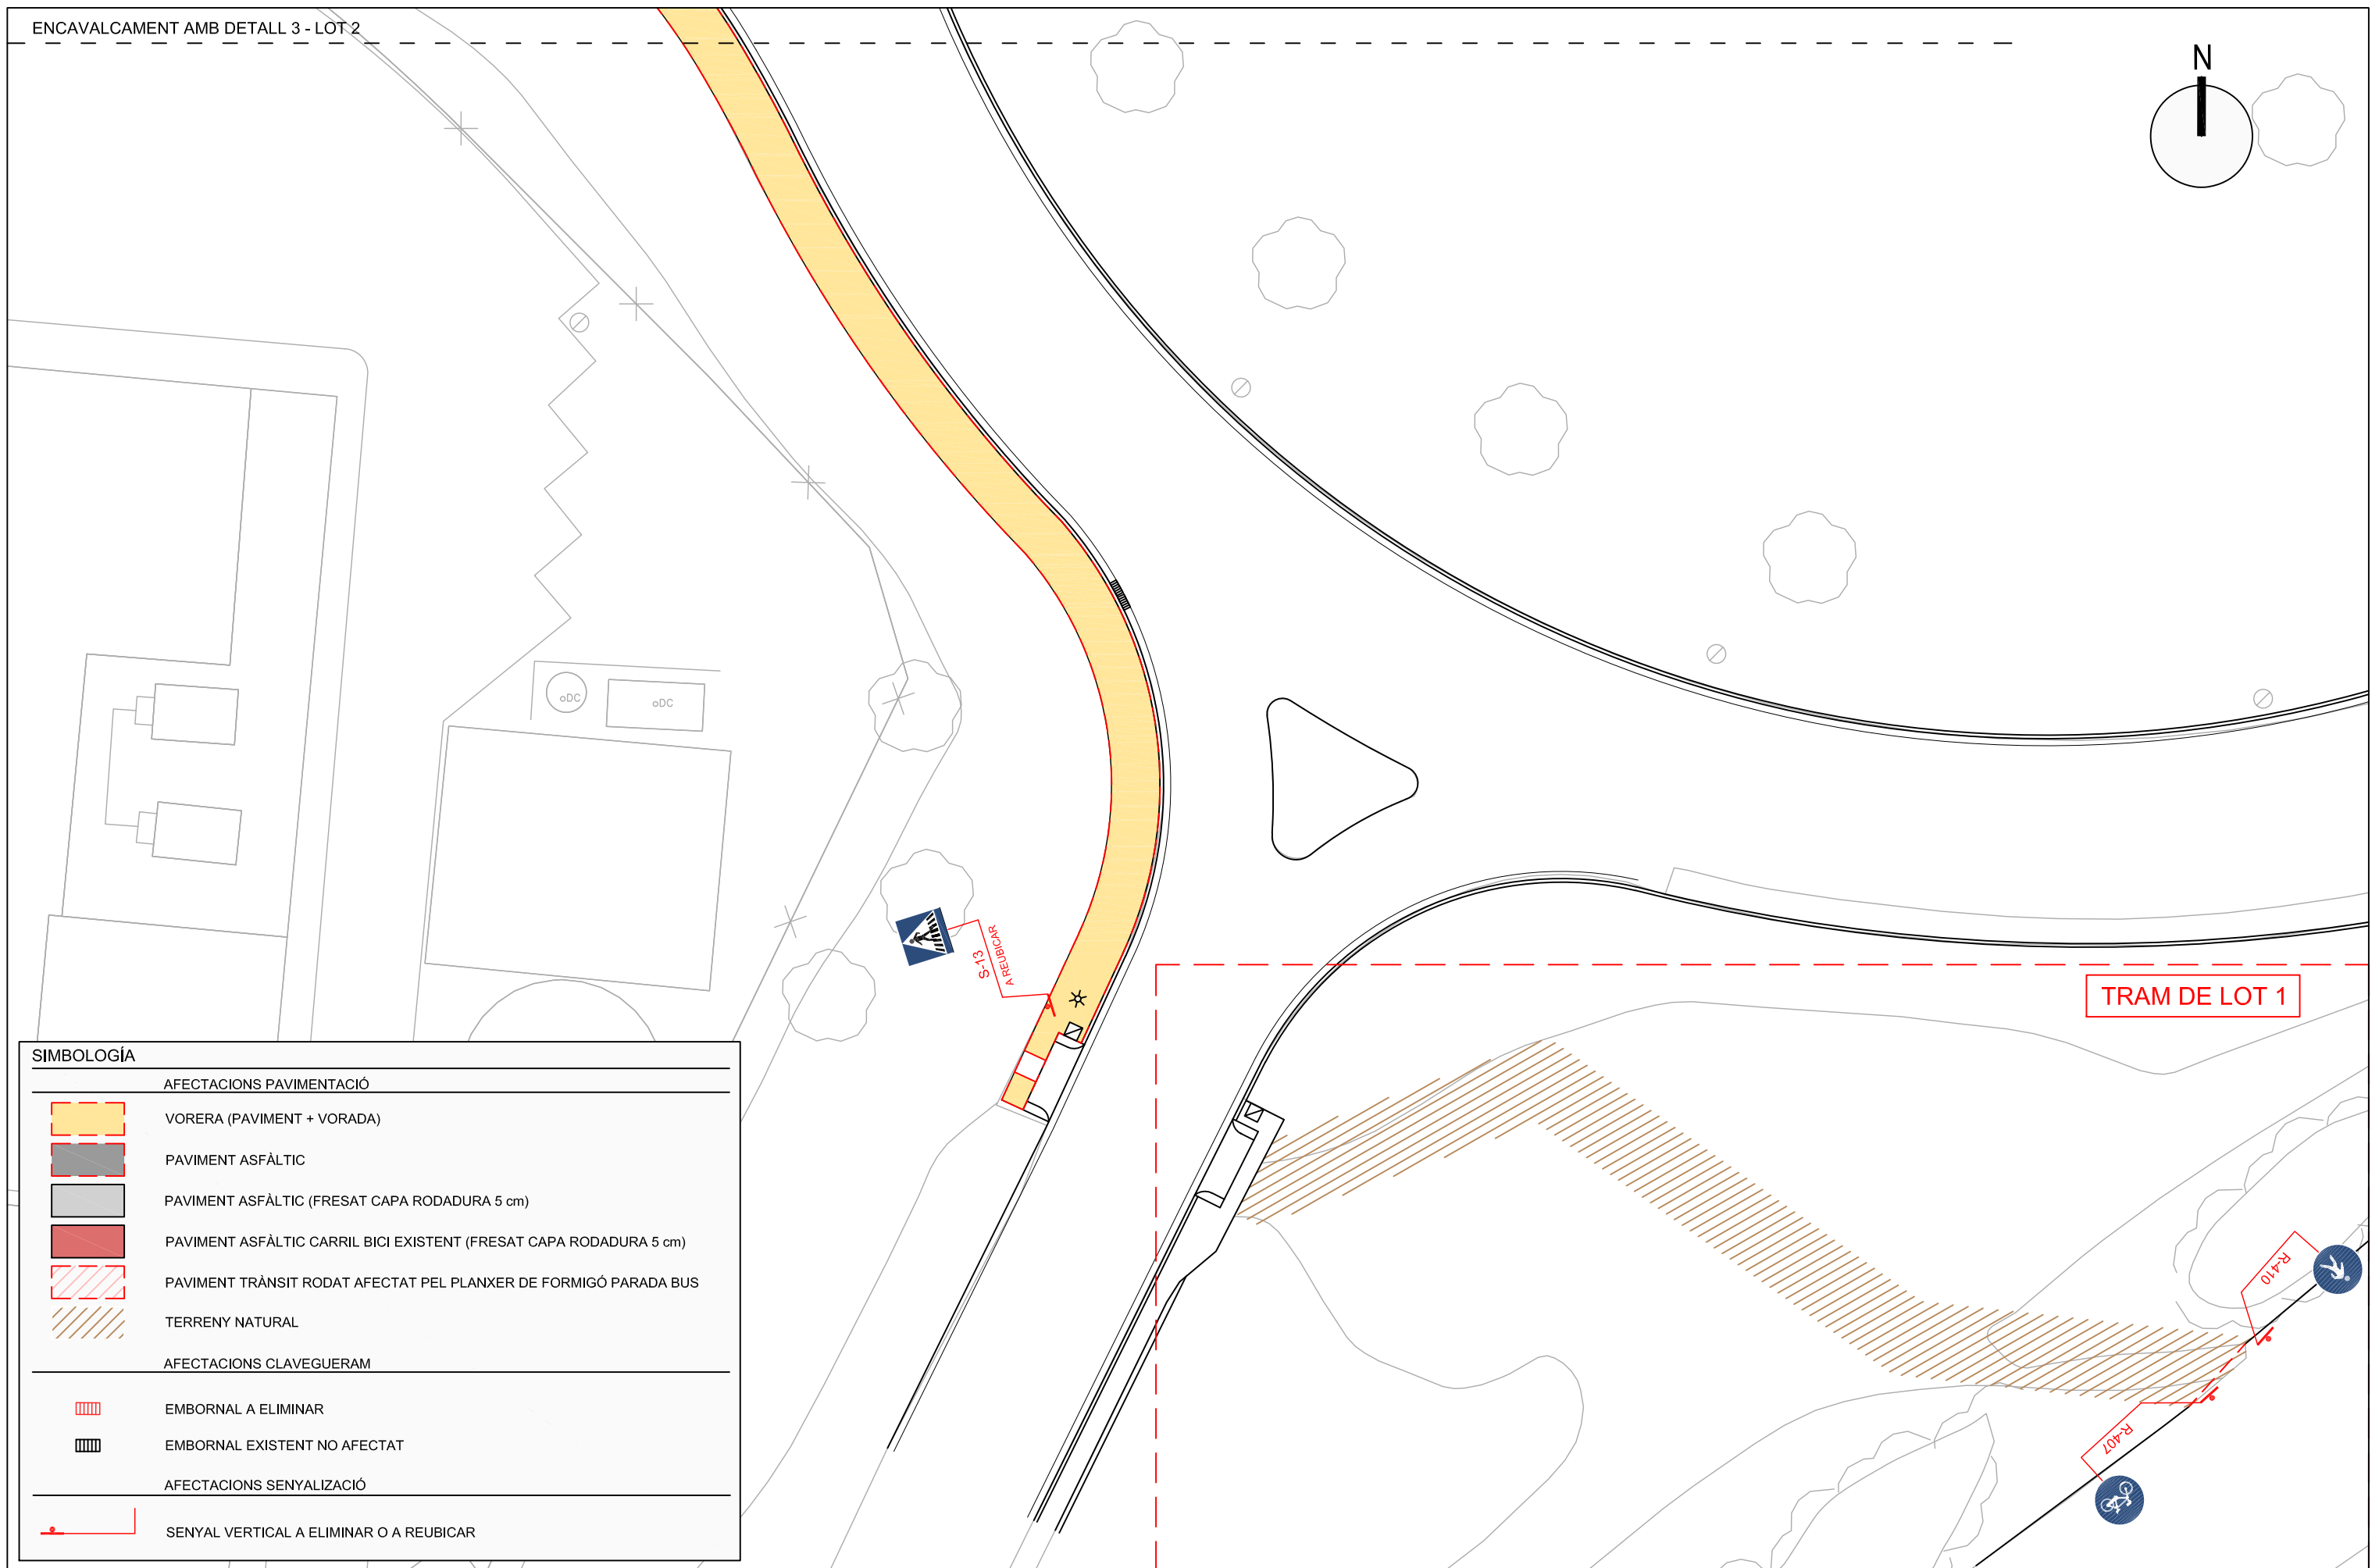 ENCAVALCAMENT AMB DETALL 3 - LOT 2
N
oDC
oDC
S-13
A REUBICAR
TRAM DE LOT 1
R-410
R-407
SIMBOLOGÍA
AFECTACIONS PAVIMENTACIÓ
VORERA (PAVIMENT + VORADA)
PAVIMENT ASFÀLTIC
PAVIMENT ASFÀLTIC (FRESAT CAPA RODADURA 5 cm)
PAVIMENT ASFÀLTIC CARRIL BICI EXISTENT (FRESAT CAPA RODADURA 5 cm)
PAVIMENT TRÀNSIT RODAT AFECTAT PEL PLANXER DE FORMIGÓ PARADA BUS
TERRENY NATURAL
AFECTACIONS CLAVEGUERAM
EMBORNAL A ELIMINAR
EMBORNAL EXISTENT NO AFECTAT
AFECTACIONS SENYALIZACIÓ
SENYAL VERTICAL A ELIMINAR O A REUBICAR